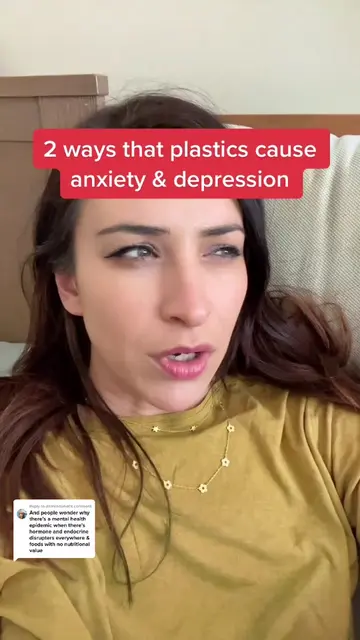 2 ways that plastics cause
anxiety & depression
And people wonder why
there's a mental health
epidemic when there's
hormone and endocrine
disrupters everywhere &
foods with no nutritional
value